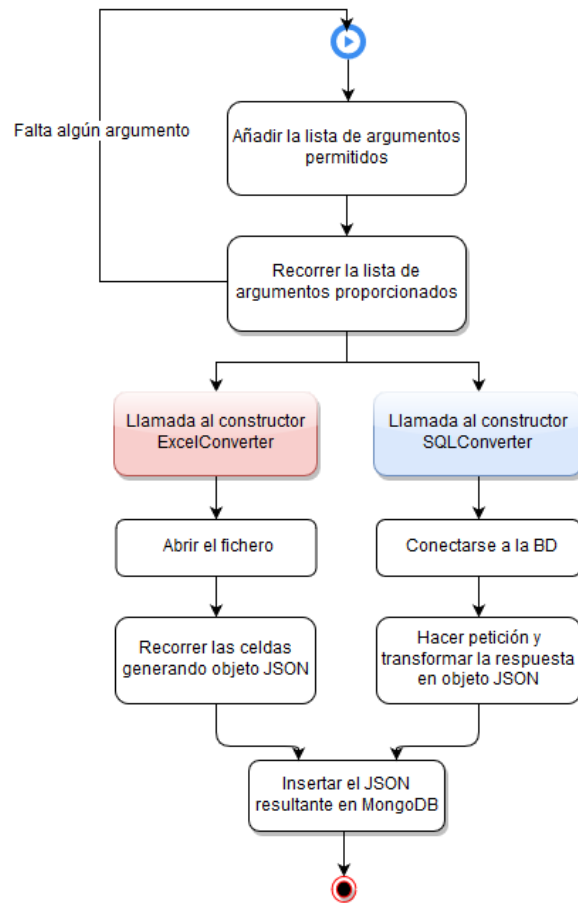 Falta algún argumento
Añadir la lista de argumentos
permitidos
Recorrer la lista de
argumentos proporcionados
Llamada al constructor
ExcelConverter
Llamada al constructor
SQLConverter
Abrir el fichero
Conectarse a la BD
Recorrer las celdas
generando objeto JSON
Hacer petición y
transformar la respuesta
en objeto JSON
Insertar el JSON
resultante en MongoDB